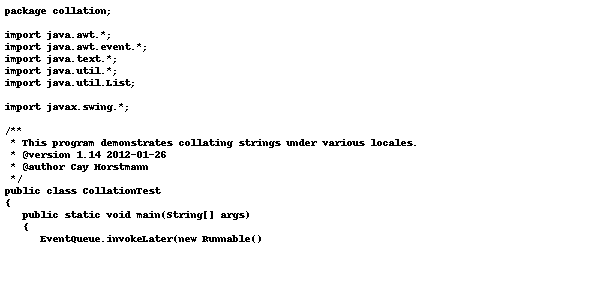 package collation;

import java.awt.*;
import java.awt.event.*;
import java.text.*;
import java.util.*;
import java.util.List;

import javax.swing.*;

/**
 * This program demonstrates collating strings under various locales.
 * @version 1.14 2012-01-26
 * @author Cay Horstmann
 */
public class CollationTest
{
   public static void main(String[] args)
   {
      EventQueue.invokeLater(new Runnable()